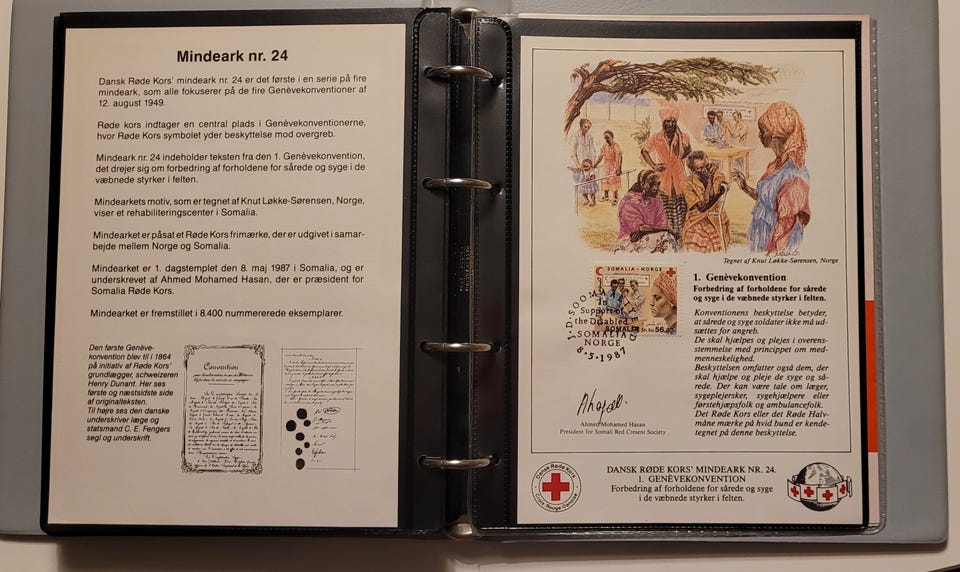 Mindeark nr. 24
Dansk Røde Kors' mindeark nr. 24 er det første i en serie på fire
mindeark, som alle fokuserer på de fire Genèvekonventioner af
12. august 1949.
Røde kors indtager en central plads i Genèvekonventionerne,
hvor Røde Kors symbolet yder beskyttelse mod overgreb.
Mindeark nr. 24 indeholder teksten fra den 1. Genèvekonvention,
det drejer sig om forbedring af forholdene for sårede og syge i de
væbnede styrker i felten.
Mindearkets motiv, som er tegnet af Knut Løkke-Sørensen, Norge,
viser et rehabiliteringscenter i Somalia.
Mindearket er påsat et Røde Kors frimærke, der er udgivet i samar-
bejde mellem Norge og Somalia.
Mindearket er 1. dagstemplet den 8. maj 1987 i Somalia, og er
underskrevet af Ahmed Mohamed Hasan, der er præsident for
Somalia Røde Kors.
Mindearket er fremstillet i 8.400 nummererede eksemplarer.
Den første Genève-
konvention blev til i 1864
på initiativ af Røde Kors'
grundlægger, schweizeren
Henry Dunant. Her ses
første og næstsidste side
af originalteksten.
Til højre ses den danske
underskriver læge og
statsmand C. E. Fengers
segl og underskrift.
Convention
Tegnet af Knut Løkke-Sørensen, Norge
SOMALIA - NORGE
SOMALIA
56.40
In
Support of
the Disabled
SOMALIA
NORGE
8-5-1987
1. Genèvekonvention
Forbedring af forholdene for sårede
og syge i de væbnede styrker i felten.
Konventionens beskyttelse betyder,
at sårede og syge soldater ikke må ud-
sættes for angreb.
De skal hjælpes og plejes i overens-
stemmelse med princippet om med-
menneskelighed.
Beskyttelsen omfatter også dem, der
skal hjælpe og pleje de syge og så-
rede. Der kan være tale om læger,
sygeplejersker, sygehjælpere eller
førstehjælpsfolk og ambulancefolk.
Det Røde Kors eller det Røde Halv-
måne mærke på hvid bund er kende-
tegnet på denne beskyttelse.
Ahmed Mohamed Hasan
President for Somali Red Cresent Society
Dansk Røde Kors
Croix Rouge Danoise
DANSK RØDE KORS' MINDEARK NR. 24.
1. GENÈVEKONVENTION
Forbedring af forholdene for sårede og syge
i de væbnede styrker i felten.